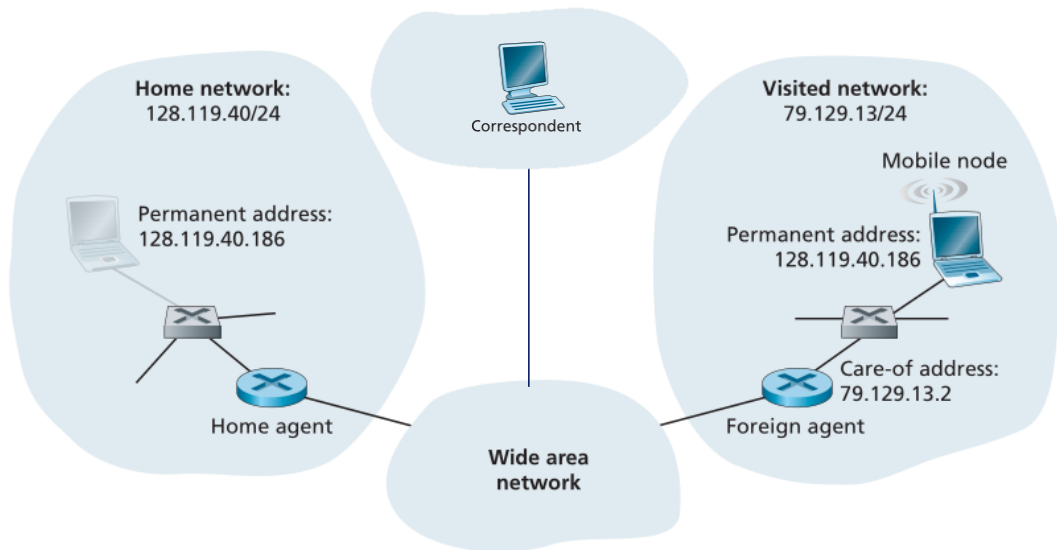 Home network:
128.119.40/24
Permanent address:
128.119.40.186
Home agent
Correspondent
Wide area
network
Visited network:
79.129.13/24
Mobile node
Permanent address:
128.119.40.186
Care-of address:
79.129.13.2
Foreign agent